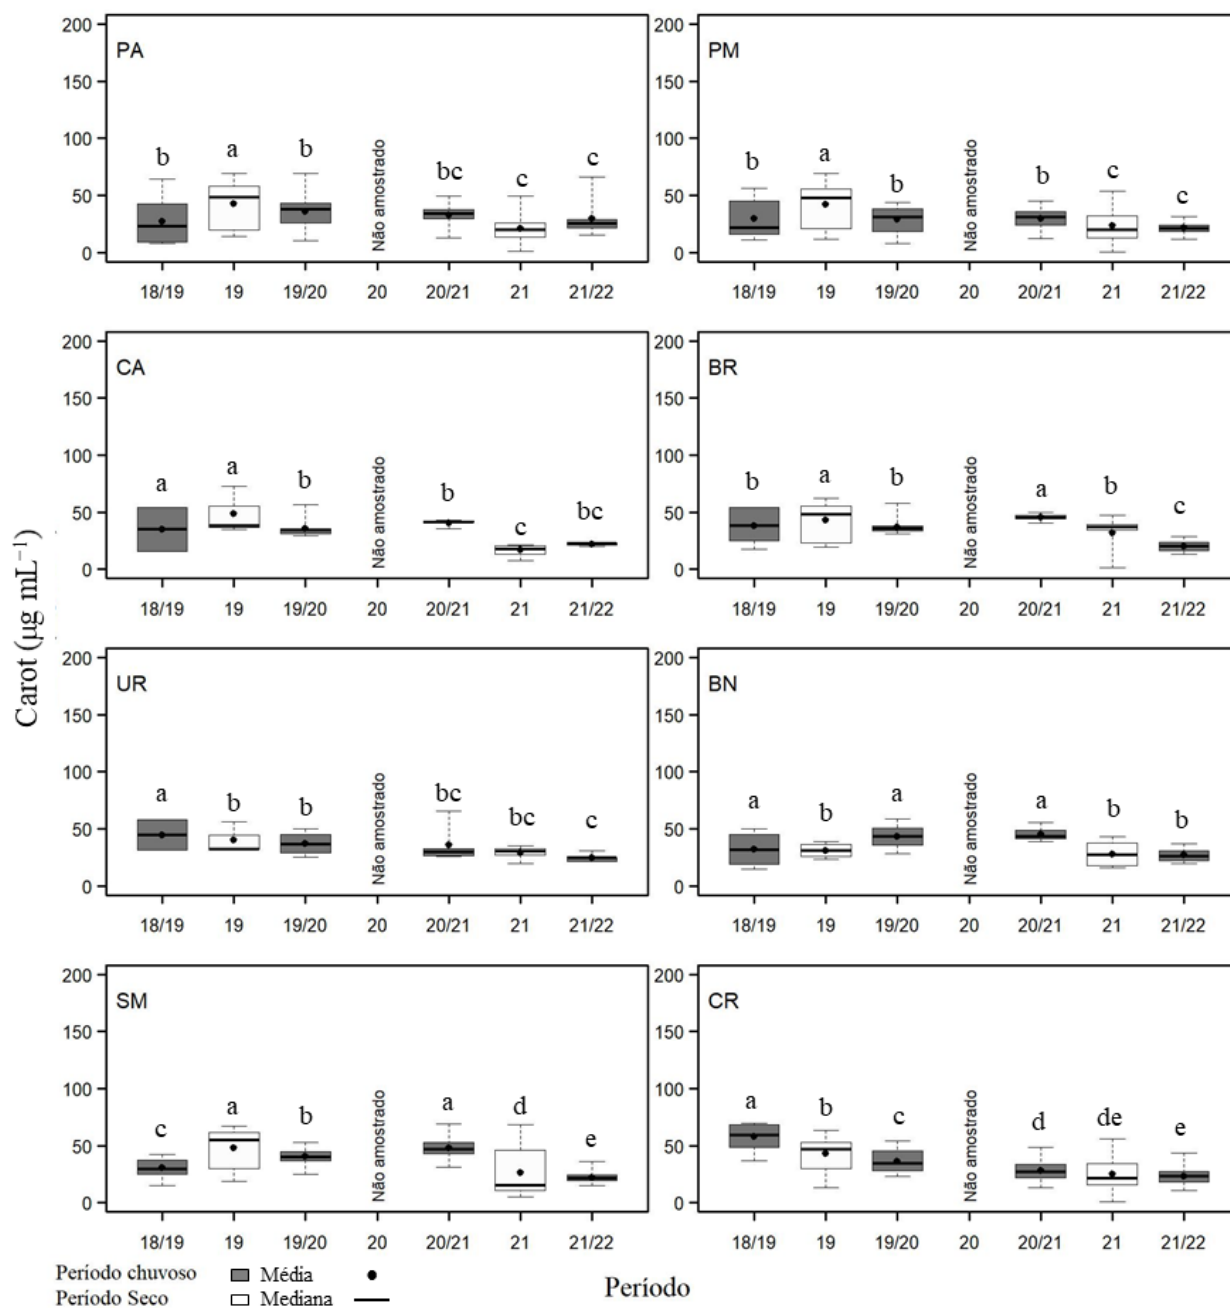 200
150
100
50
0
PA
b
a
b
Não amostrado
bc
c
c
18/19 19 19/20 20 20/21 21 21/22
200
150
100
50
0
PM
b
a
b
Não amostrado
b
c
c
18/19 19 19/20 20 20/21 21 21/22
200
150
100
50
0
CA
a
a
b
Não amostrado
b
c
bc
18/19 19 19/20 20 20/21 21 21/22
200
150
100
50
0
BR
b
a
b
Não amostrado
a
b
c
18/19 19 19/20 20 20/21 21 21/22
Carot (µg mL⁻¹)
200
150
100
50
0
UR
a
b
b
Não amostrado
bc
bc
c
18/19 19 19/20 20 20/21 21 21/22
200
150
100
50
0
BN
a
b
a
Não amostrado
a
b
b
18/19 19 19/20 20 20/21 21 21/22
200
150
100
50
0
SM
c
a
b
Não amostrado
a
d
e
18/19 19 19/20 20 20/21 21 21/22
200
150
100
50
0
CR
a
b
c
Não amostrado
d
de
e
18/19 19 19/20 20 20/21 21 21/22
Período
Período chuvoso Média
Período Seco Mediana